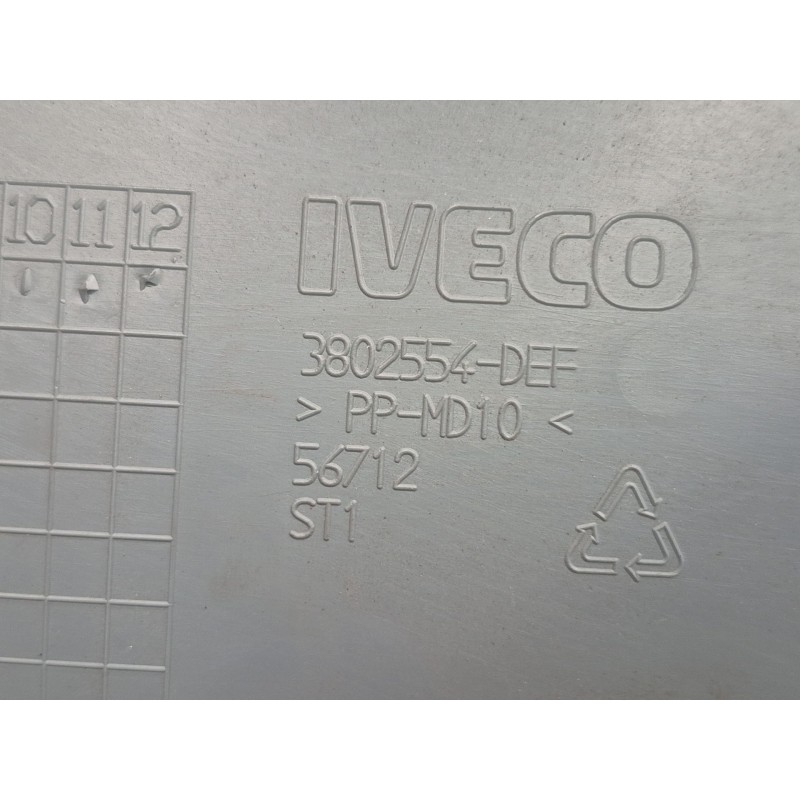 10 11 12
IVECO
3802554-DEF
> PP-MD10 <
56712
ST1